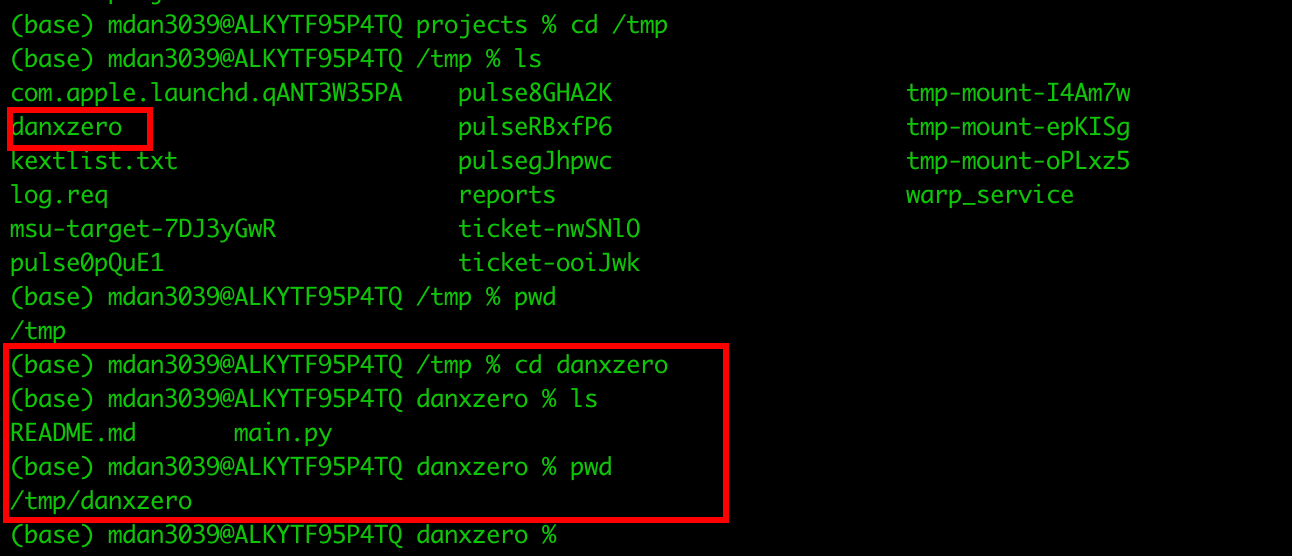 (base) mdan3039@ALKYTF95P4TQ projects % cd /tmp
(base) mdan3039@ALKYTF95P4TQ /tmp % ls
com.apple.launchd.qANT3W35PA    pulse8GHA2K    tmp-mount-I4Am7w
danxzero    pulseRBxfP6    tmp-mount-epKISg
kextlist.txt    pulsegJhpwc    tmp-mount-oPLxz5
log.req    reports    warp_service
msu-target-7DJ3yGwR    ticket-nwSNlO
pulse0pQuE1    ticket-ooiJwk
(base) mdan3039@ALKYTF95P4TQ /tmp % pwd
/tmp
(base) mdan3039@ALKYTF95P4TQ /tmp % cd danxzero
(base) mdan3039@ALKYTF95P4TQ danxzero % ls
README.md    main.py
(base) mdan3039@ALKYTF95P4TQ danxzero % pwd
/tmp/danxzero
(base) mdan3039@ALKYTF95P4TQ danxzero %